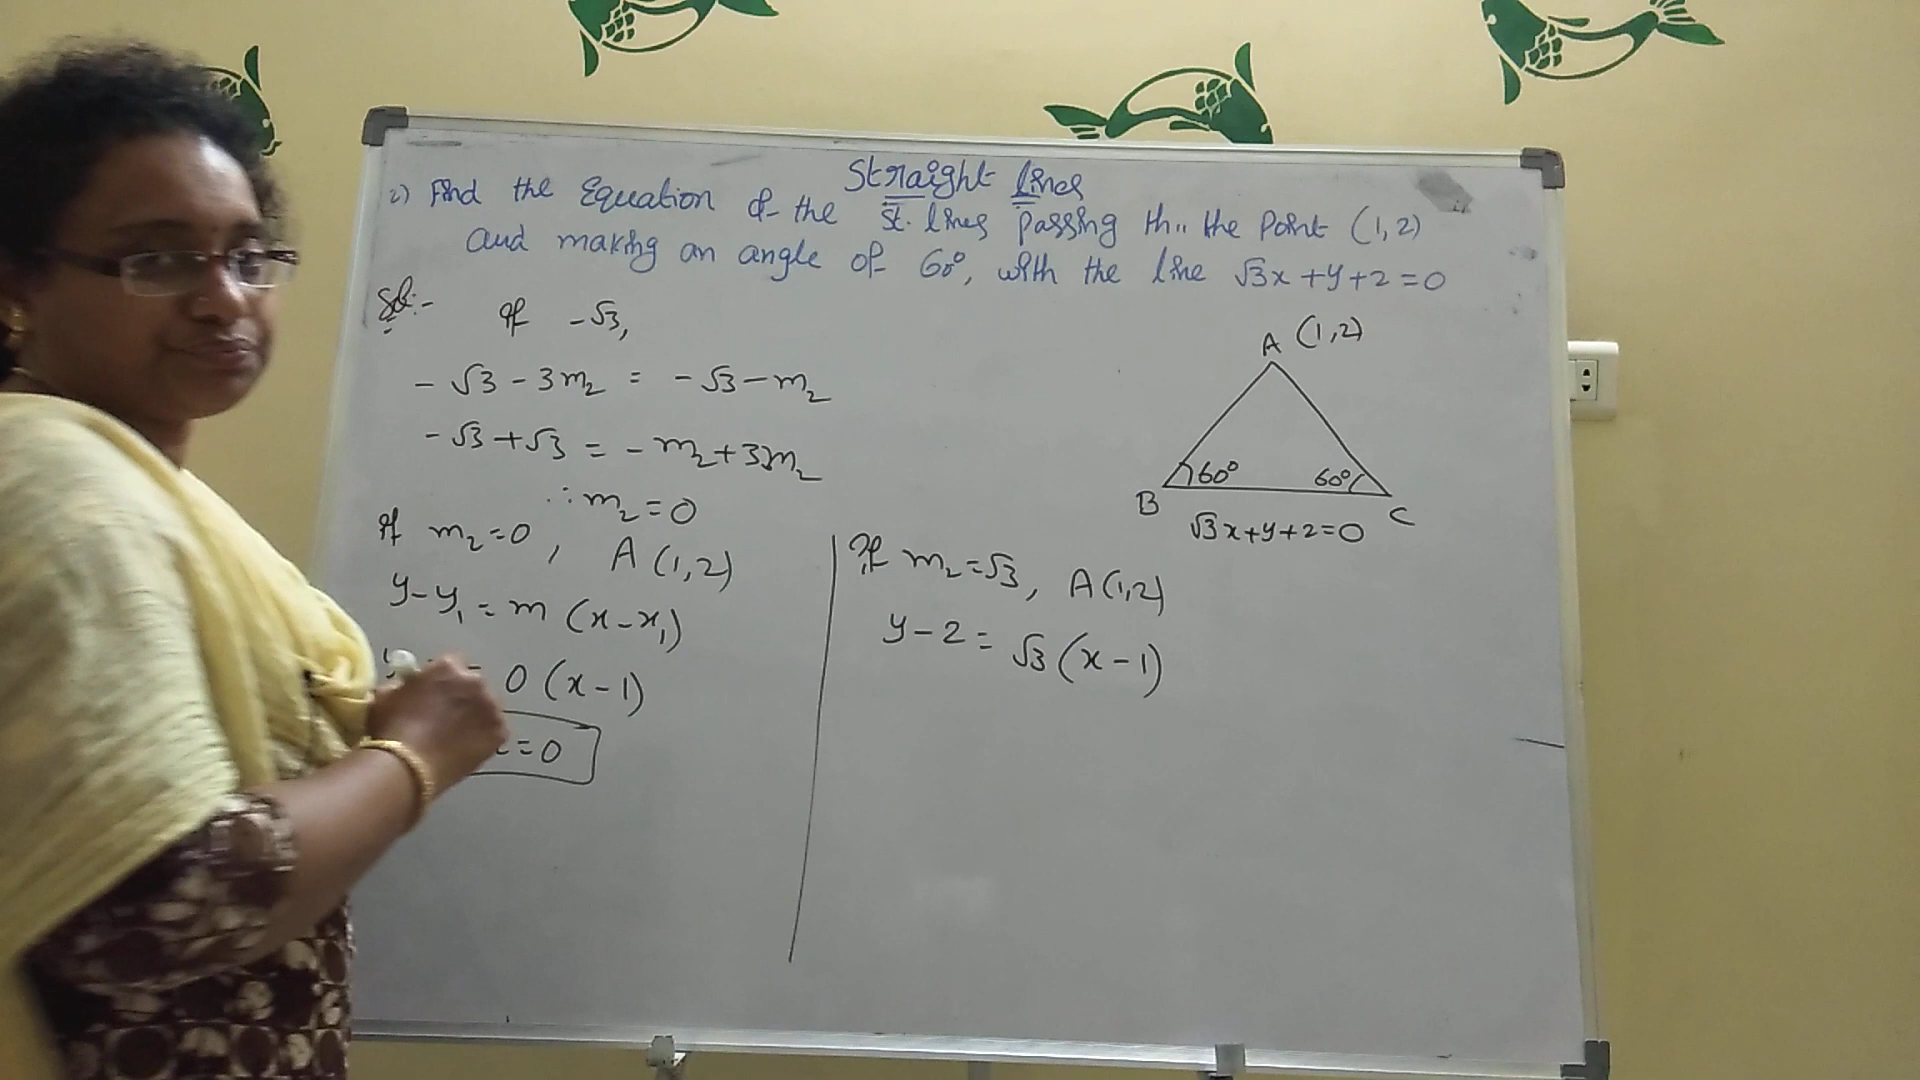 Straight lines
2) Find the Equation of the st. lines passing th.. the point (1,2)
and making an angle of 60°, with the line √3x+y+2=0
Sol:-
If -√3,
-√3-3m₂ = -√3-m₂
-√3+√3 = -m₂+3m₂
∴m₂=0
If m₂=0, A(1,2)
y-y₁=m(x-x₁)
0(x-1)
=0
If m₂=√3, A(1,2)
y-2=√3(x-1)
A (1,2)
60° 60°
B C
√3x+y+2=0